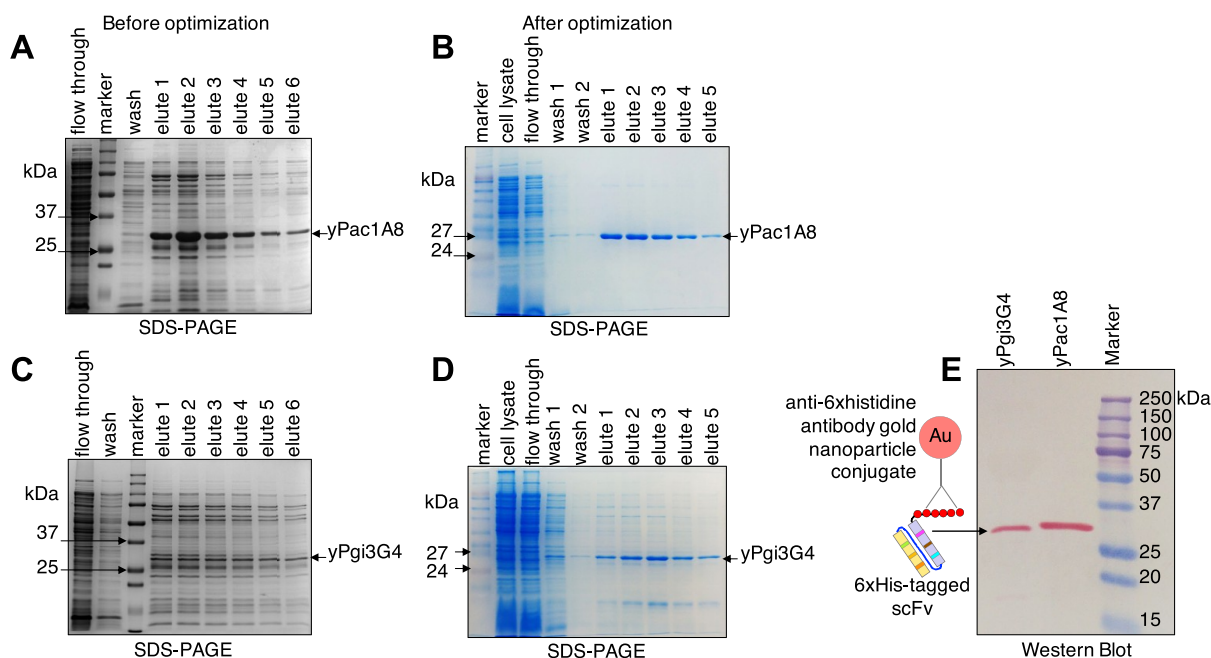 Before optimization
After optimization
A
flow through
marker
wash
elute 1
elute 2
elute 3
elute 4
elute 5
elute 6
kDa
37
25
yPac1A8
SDS-PAGE
B
marker
cell lysate
flow through
wash 1
wash 2
elute 1
elute 2
elute 3
elute 4
elute 5
kDa
27
24
yPac1A8
SDS-PAGE
C
flow through
wash
marker
elute 1
elute 2
elute 3
elute 4
elute 5
elute 6
kDa
37
25
yPgi3G4
SDS-PAGE
D
marker
cell lysate
flow through
wash 1
wash 2
elute 1
elute 2
elute 3
elute 4
elute 5
kDa
27
24
yPgi3G4
SDS-PAGE
E
yPgi3G4
yPac1A8
Marker
250 kDa
150
100
75
50
37
25
20
15
anti-6xhistidine
antibody gold
nanoparticle
conjugate
Au
6xHis-tagged
scFv
Western Blot